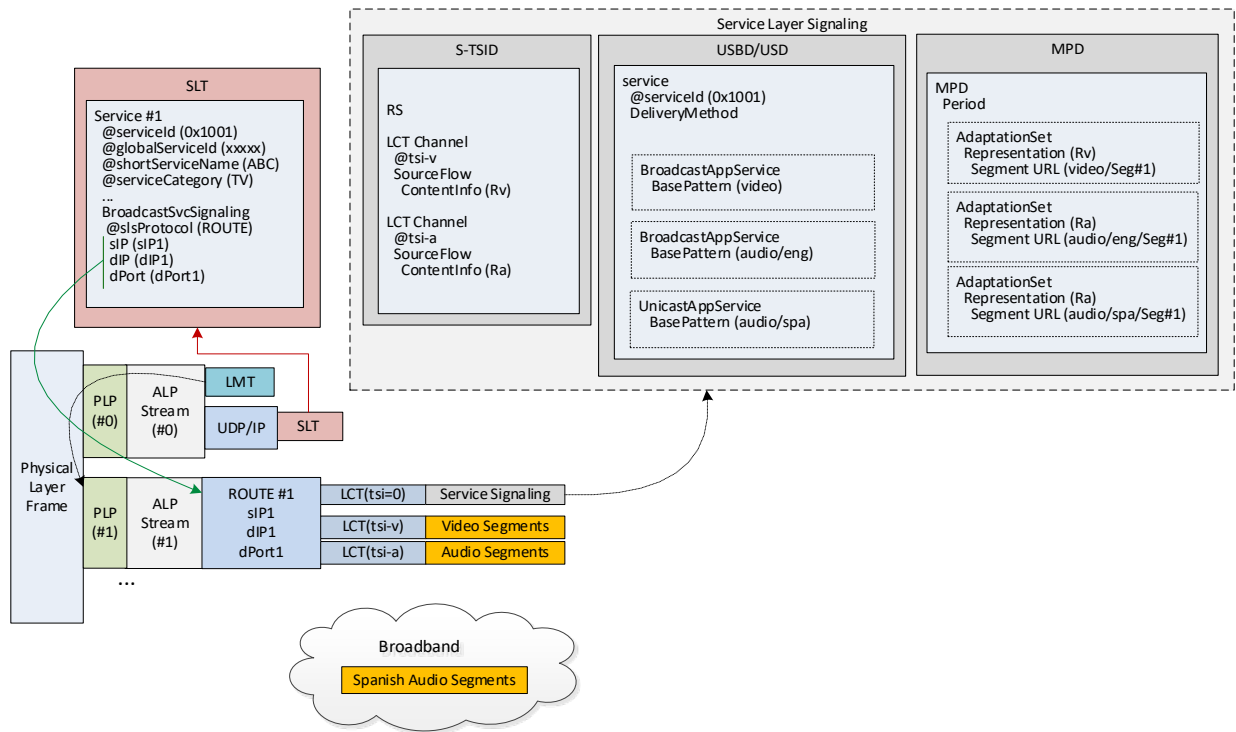 Service Layer Signaling
S-TSID
RS
LCT Channel
@tsi-v
SourceFlow
ContentInfo (Rv)
LCT Channel
@tsi-a
SourceFlow
ContentInfo (Ra)
USBD/USD
service
@serviceId (0x1001)
DeliveryMethod
BroadcastAppService
BasePattern (video)
BroadcastAppService
BasePattern (audio/eng)
UnicastAppService
BasePattern (audio/spa)
MPD
MPD
Period
AdaptationSet
Representation (Rv)
Segment URL (video/Seg#1)
AdaptationSet
Representation (Ra)
Segment URL (audio/eng/Seg#1)
AdaptationSet
Representation (Ra)
Segment URL (audio/spa/Seg#1)
SLT
Service #1
@serviceId (0x1001)
@globalServiceId (xxxxx)
@shortServiceName (ABC)
@serviceCategory (TV)
...
BroadcastSvcSignaling
@slsProtocol (ROUTE)
sIP (sIP1)
dIP (dIP1)
dPort (dPort1)
Physical
Layer
Frame
PLP
(#0)
ALP
Stream
(#0)
LMT
UDP/IP
SLT
PLP
(#1)
ALP
Stream
(#1)
ROUTE #1
sIP1
dIP1
dPort1
LCT(tsi=0)
Service Signaling
LCT(tsi-v)
Video Segments
LCT(tsi-a)
Audio Segments
...
Broadband
Spanish Audio Segments